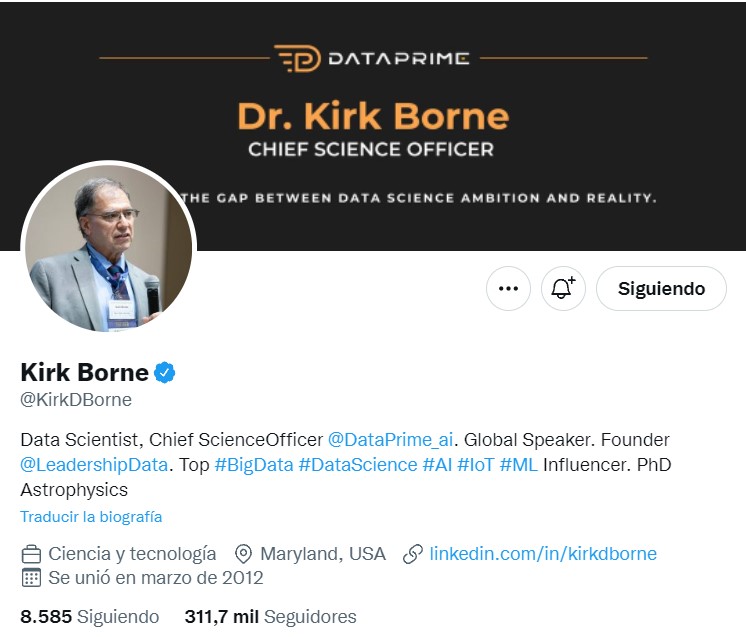 DATAPRIME
Dr. Kirk Borne
CHIEF SCIENCE OFFICER
THE GAP BETWEEN DATA SCIENCE AMBITION AND REALITY.
Siguiendo
Kirk Borne
@KirkDBorne
Data Scientist, Chief ScienceOfficer @DataPrime_ai. Global Speaker. Founder
@LeadershipData. Top #BigData #DataScience #AI #IoT #ML Influencer. PhD
Astrophysics
Traducir la biografía
Ciencia y tecnología Maryland, USA linkedin.com/in/kirkdborne
Se unió en marzo de 2012
8.585 Siguiendo 311,7 mil Seguidores